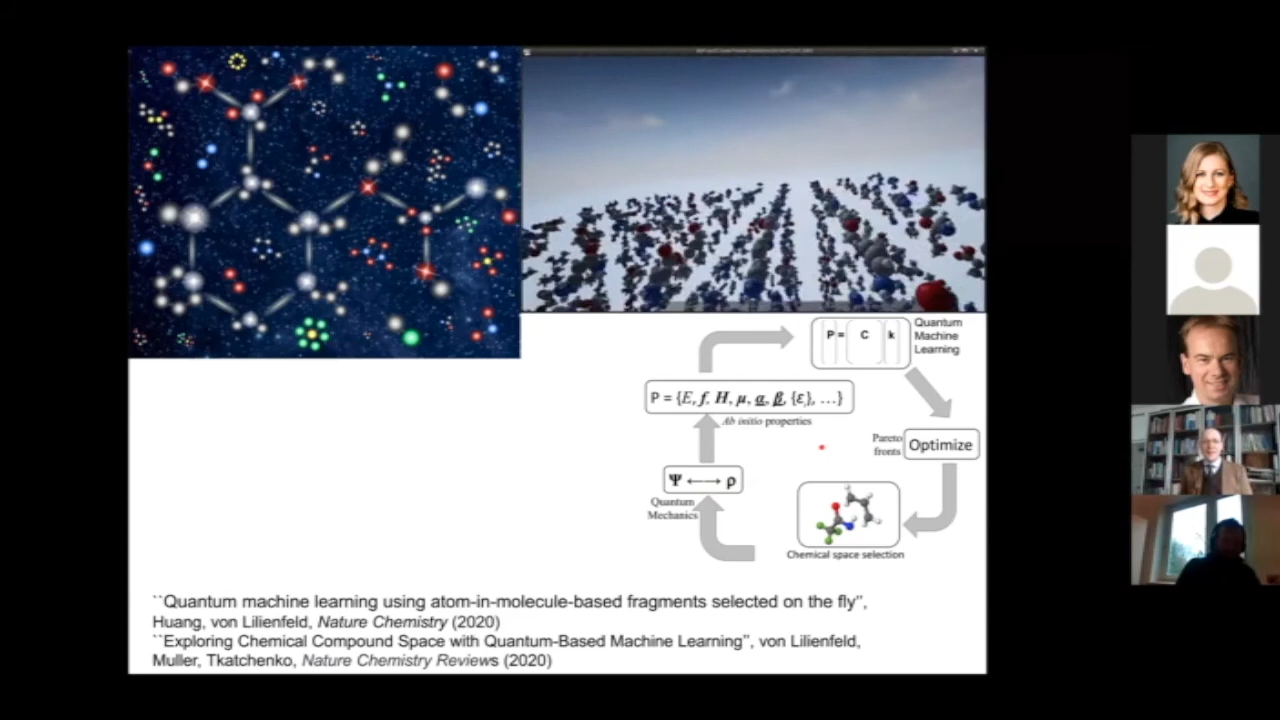 P = C k
Quantum
Machine
Learning
P = {E, f, H, μ, α, β, {ε}, …}
Ab initio properties
Pareto
fronts
Optimize
Ψ ⟷ ρ
Quantum
Mechanics
Chemical space selection
``Quantum machine learning using atom-in-molecule-based fragments selected on the fly'',
Huang, von Lilienfeld, Nature Chemistry (2020)
``Exploring Chemical Compound Space with Quantum-Based Machine Learning'', von Lilienfeld,
Muller, Tkatchenko, Nature Chemistry Reviews (2020)